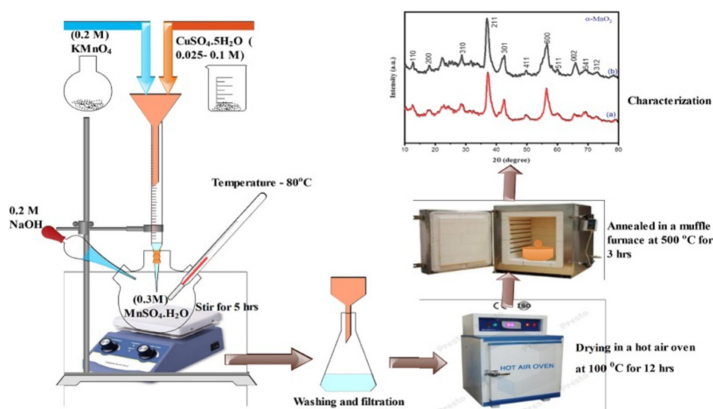 (0.2 M)
KMnO₄
CuSO₄.5H₂O (
0.025- 0.1 M)
Temperature - 80°C
0.2 M
NaOH
(0.3M)
MnSO₄.H₂O
Stir for 5 hrs
Washing and filtration
HOT AIR OVEN
Drying in a hot air oven
at 100 °C for 12 hrs
Annealed in a muffle
furnace at 500 °C for
3 hrs
Characterization
α-MnO₂
Intensity (a.u.)
110
200
310
211
301
411
600
511
002
541
312
(b)
(a)
10 20 30 40 50 60 70 80
2θ (degree)
ISO